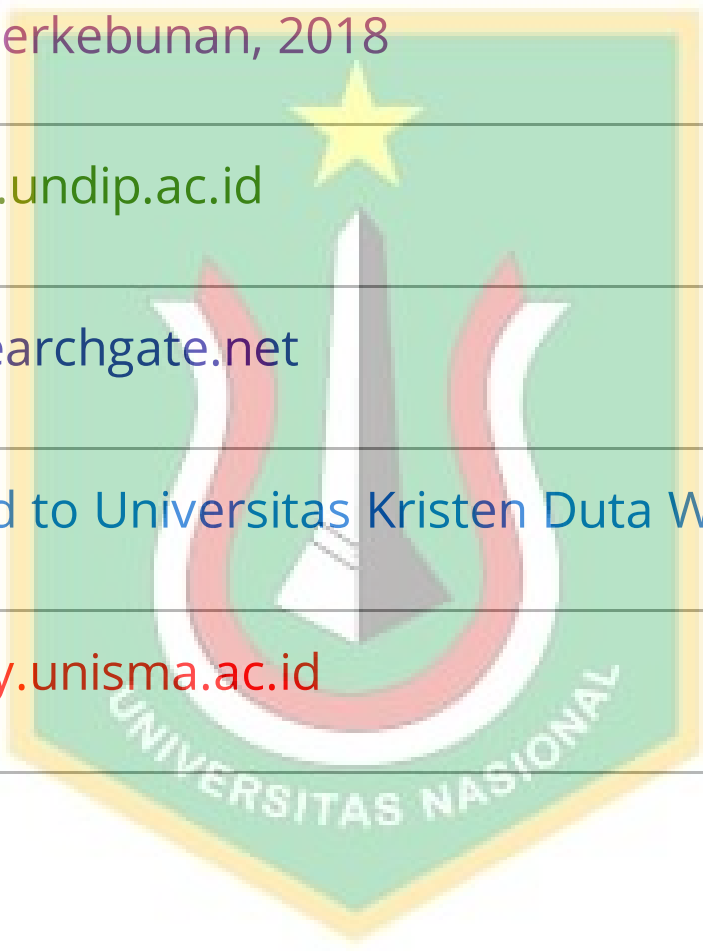 erkebunan, 2018
.undip.ac.id
earchgate.net
d to Universitas Kristen Duta W
y.unisma.ac.id
UNIVERSITAS NASIONAL